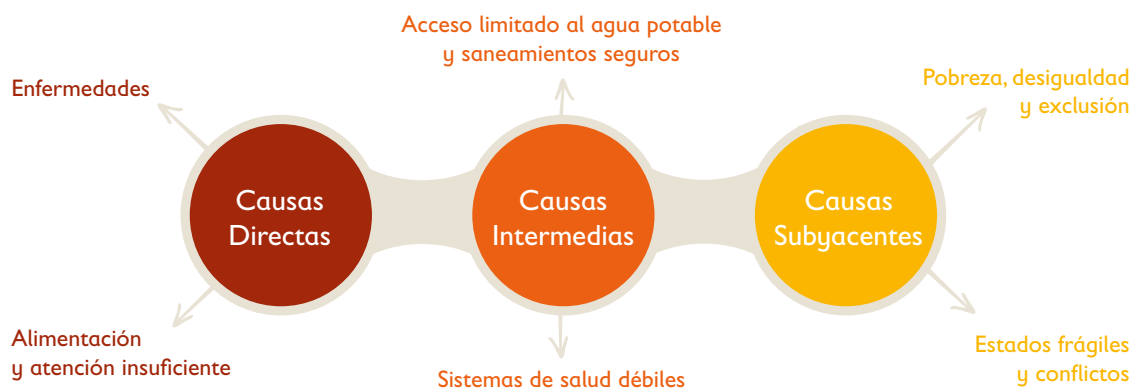 Acceso limitado al agua potable
y saneamientos seguros
Enfermedades
Pobreza, desigualdad
y exclusión
Causas
Directas
Causas
Intermedias
Causas
Subyacentes
Alimentación
y atención insuficiente
Sistemas de salud débiles
Estados frágiles
y conflictos